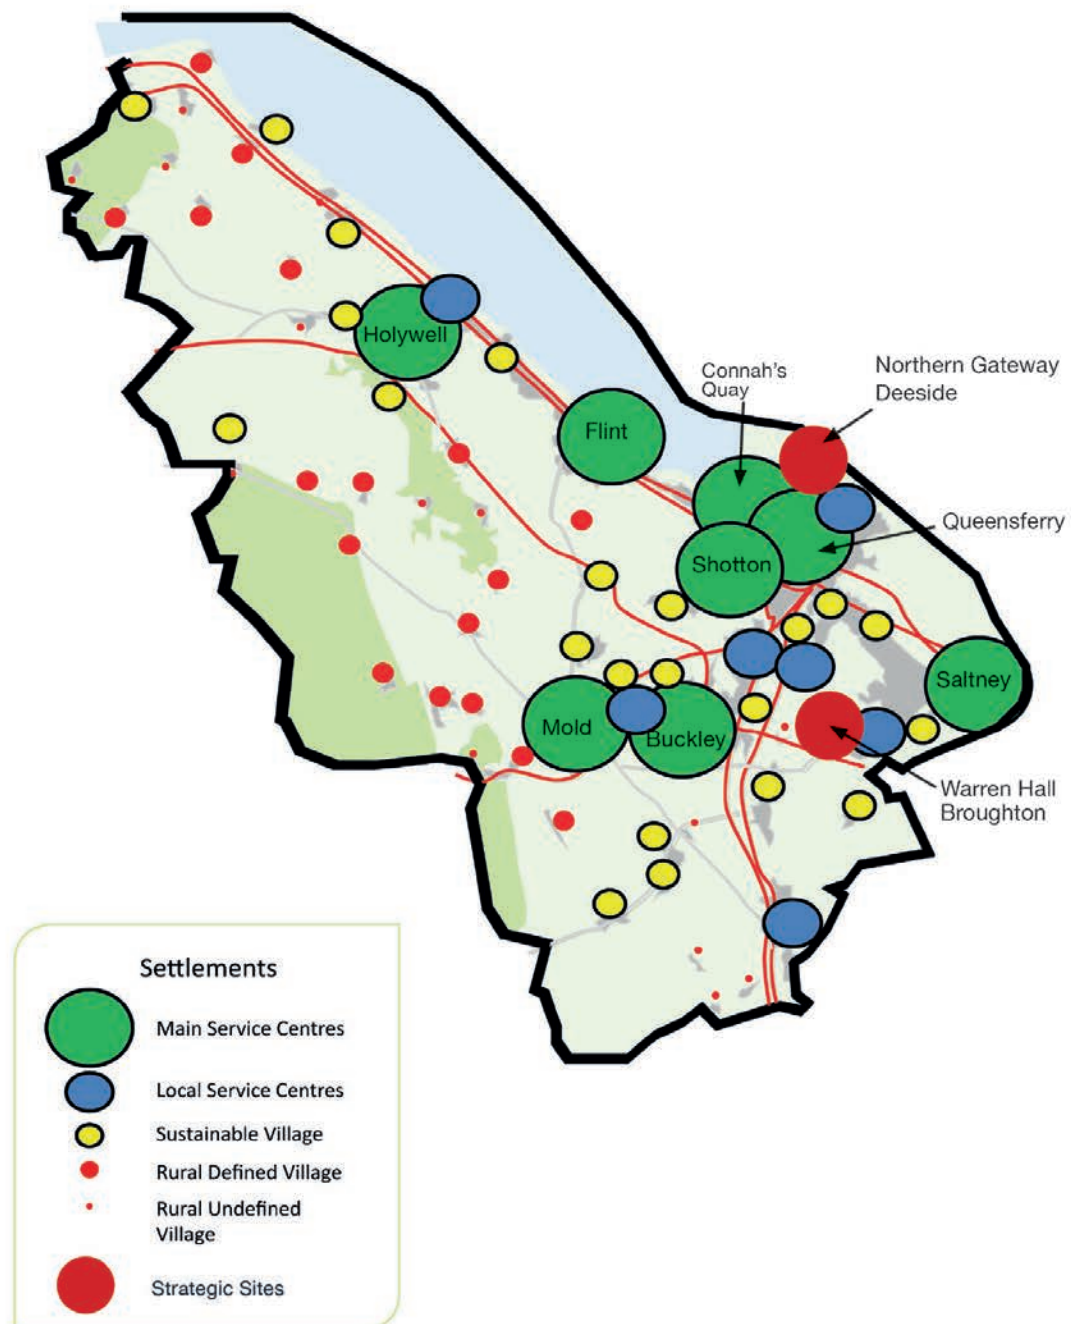 Holywell
Connah's
Quay
Northern Gateway
Deeside
Flint
Queensferry
Shotton
Saltney
Mold
Buckley
Warren Hall
Broughton
Settlements
Main Service Centres
Local Service Centres
Sustainable Village
Rural Defined Village
Rural Undefined
Village
Strategic Sites